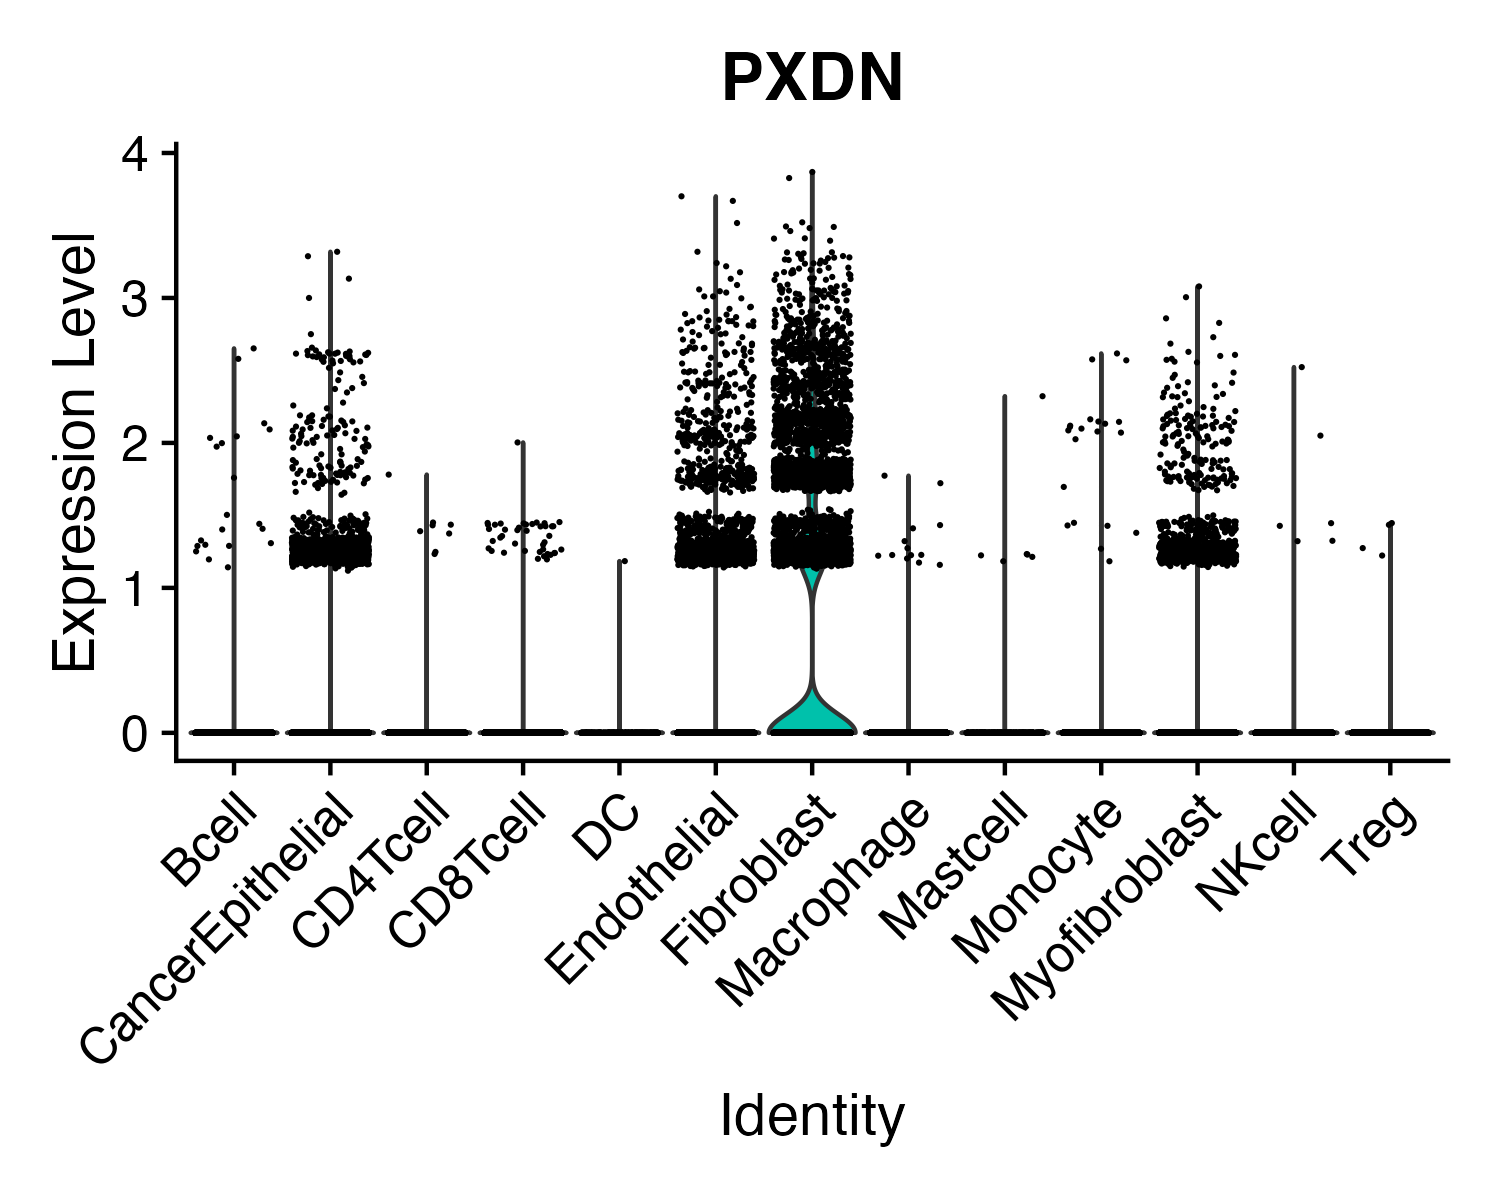 PXDN
Expression Level
4
3
2
1
0
Bcell
CancerEpithelial
CD4Tcell
CD8Tcell
DC
Endothelial
Fibroblast
Macrophage
Mastcell
Monocyte
Myofibroblast
NKcell
Treg
Identity